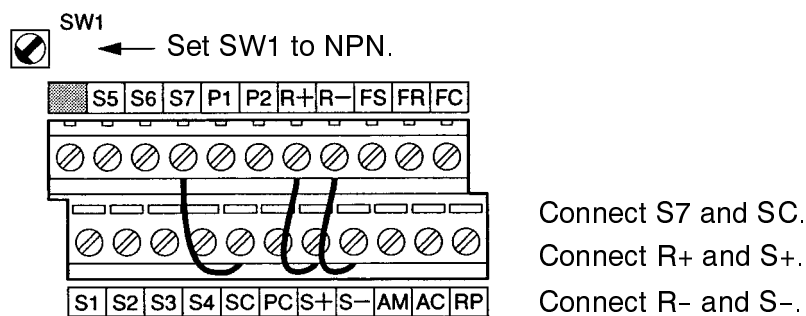 SW1
Set SW1 to NPN.
S5 S6 S7 P1 P2 R+ R− FS FR FC
Connect S7 and SC.
Connect R+ and S+.
S1 S2 S3 S4 SC PC S+ S− AM AC RP
Connect R− and S−.